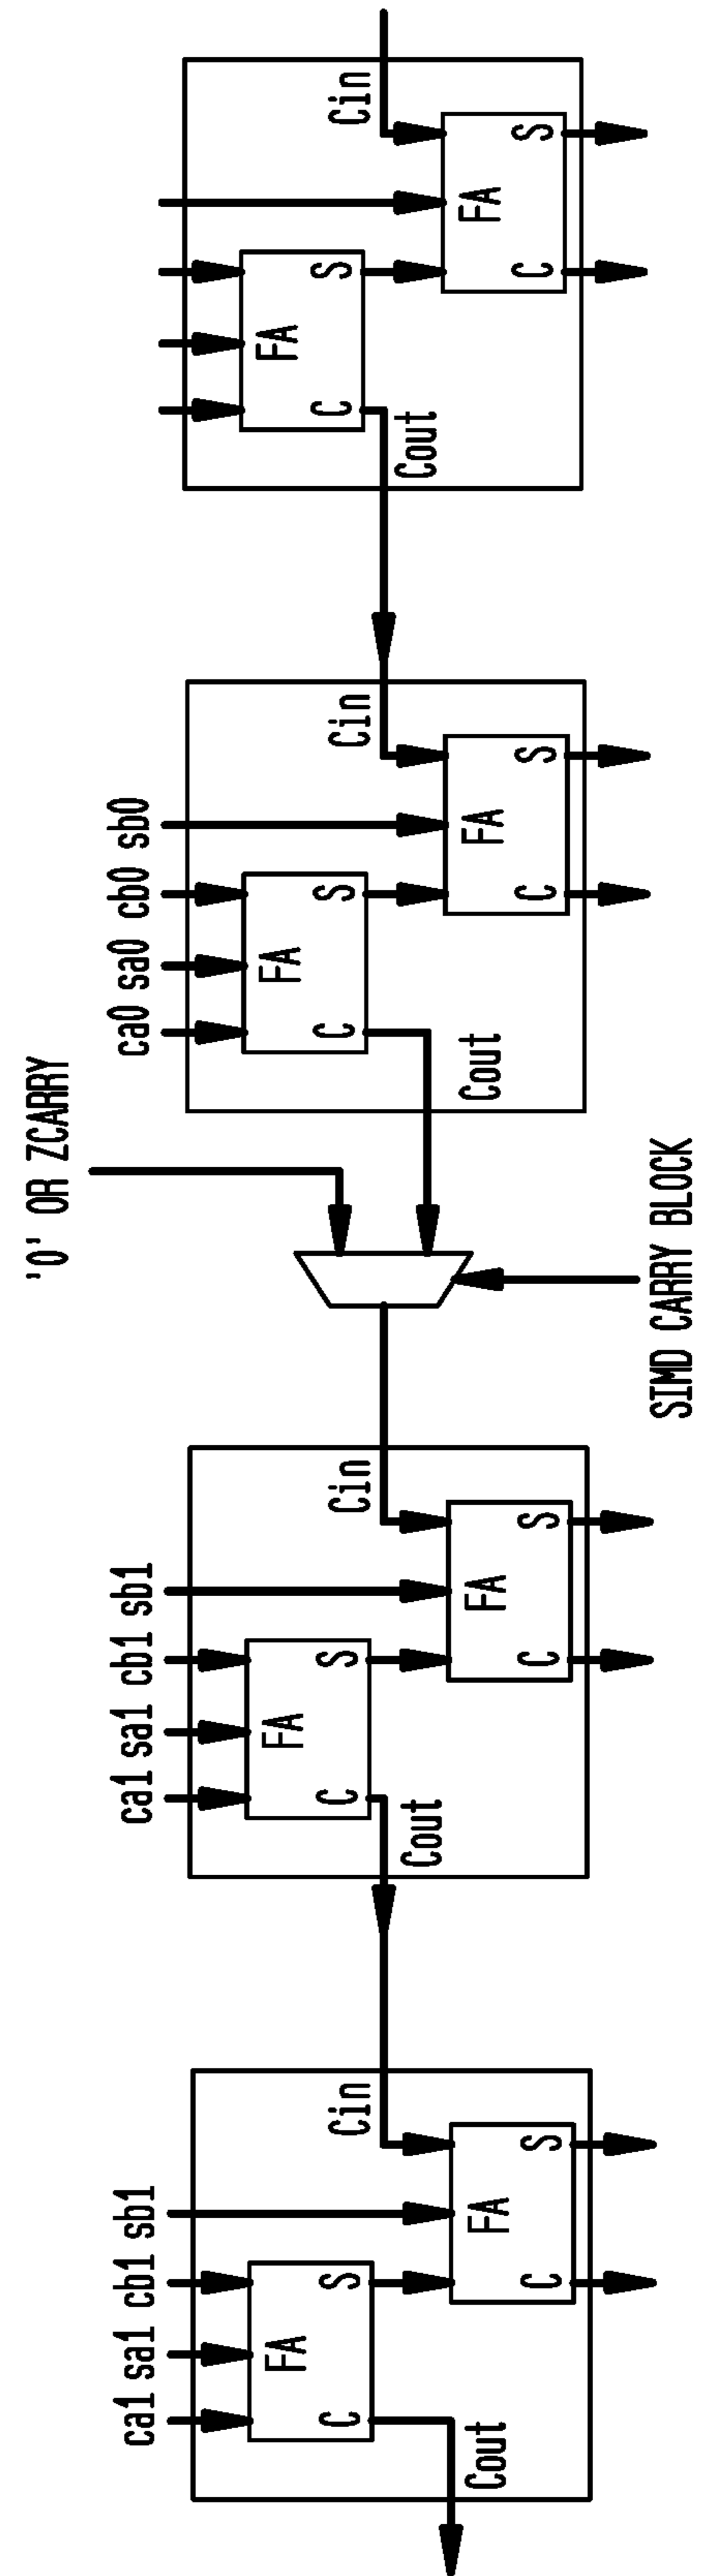 '0' OR ZCARRY
ca1 sa1 cb1 sb1
ca1 sa1 cb1 sb1
ca0 sa0 cb0 sb0
FA
FA
FA
FA
C S Cin
C S Cin
C S Cin
C S Cin
Cout
Cout
Cout
Cout
FA
FA
FA
FA
C S
C S
C S
C S
SIMD CARRY BLOCK